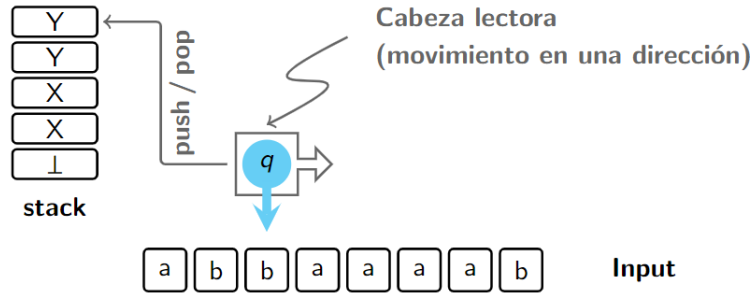 Y
Y
X
X
⊥
stack
push / pop
Cabeza lectora
(movimiento en una dirección)
q
a b b a a a a b
Input